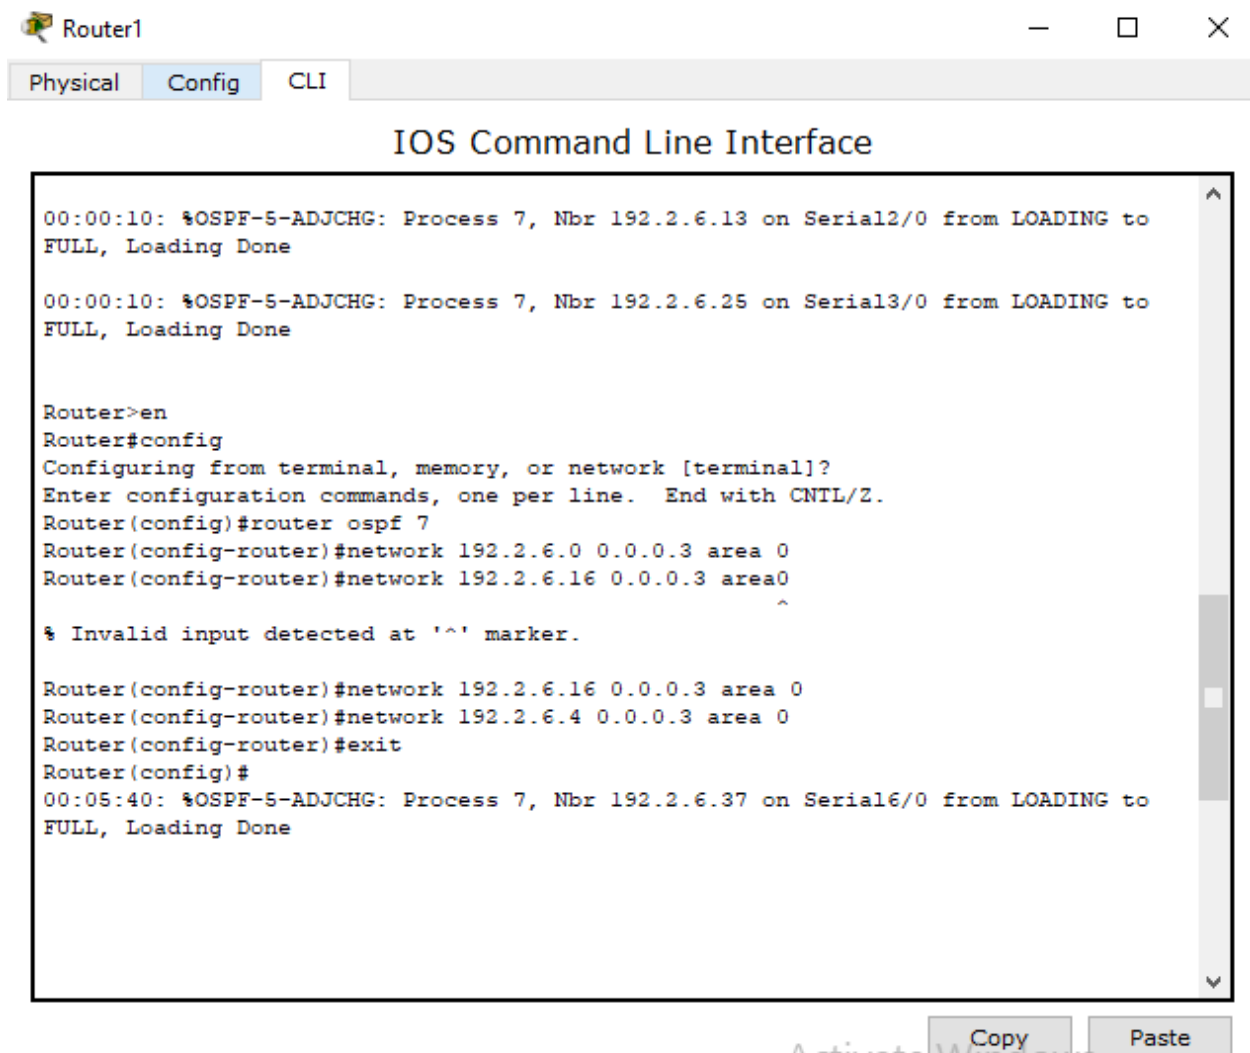 Router1
Physical Config CLI
IOS Command Line Interface
00:00:10: %OSPF-5-ADJCHG: Process 7, Nbr 192.2.6.13 on Serial2/0 from LOADING to
FULL, Loading Done
00:00:10: %OSPF-5-ADJCHG: Process 7, Nbr 192.2.6.25 on Serial3/0 from LOADING to
FULL, Loading Done
Router>en
Router#config
Configuring from terminal, memory, or network [terminal]?
Enter configuration commands, one per line.  End with CNTL/Z.
Router(config)#router ospf 7
Router(config-router)#network 192.2.6.0 0.0.0.3 area 0
Router(config-router)#network 192.2.6.16 0.0.0.3 area0
^
% Invalid input detected at '^' marker.
Router(config-router)#network 192.2.6.16 0.0.0.3 area 0
Router(config-router)#network 192.2.6.4 0.0.0.3 area 0
Router(config-router)#exit
Router(config)#
00:05:40: %OSPF-5-ADJCHG: Process 7, Nbr 192.2.6.37 on Serial6/0 from LOADING to
FULL, Loading Done
Copy Paste